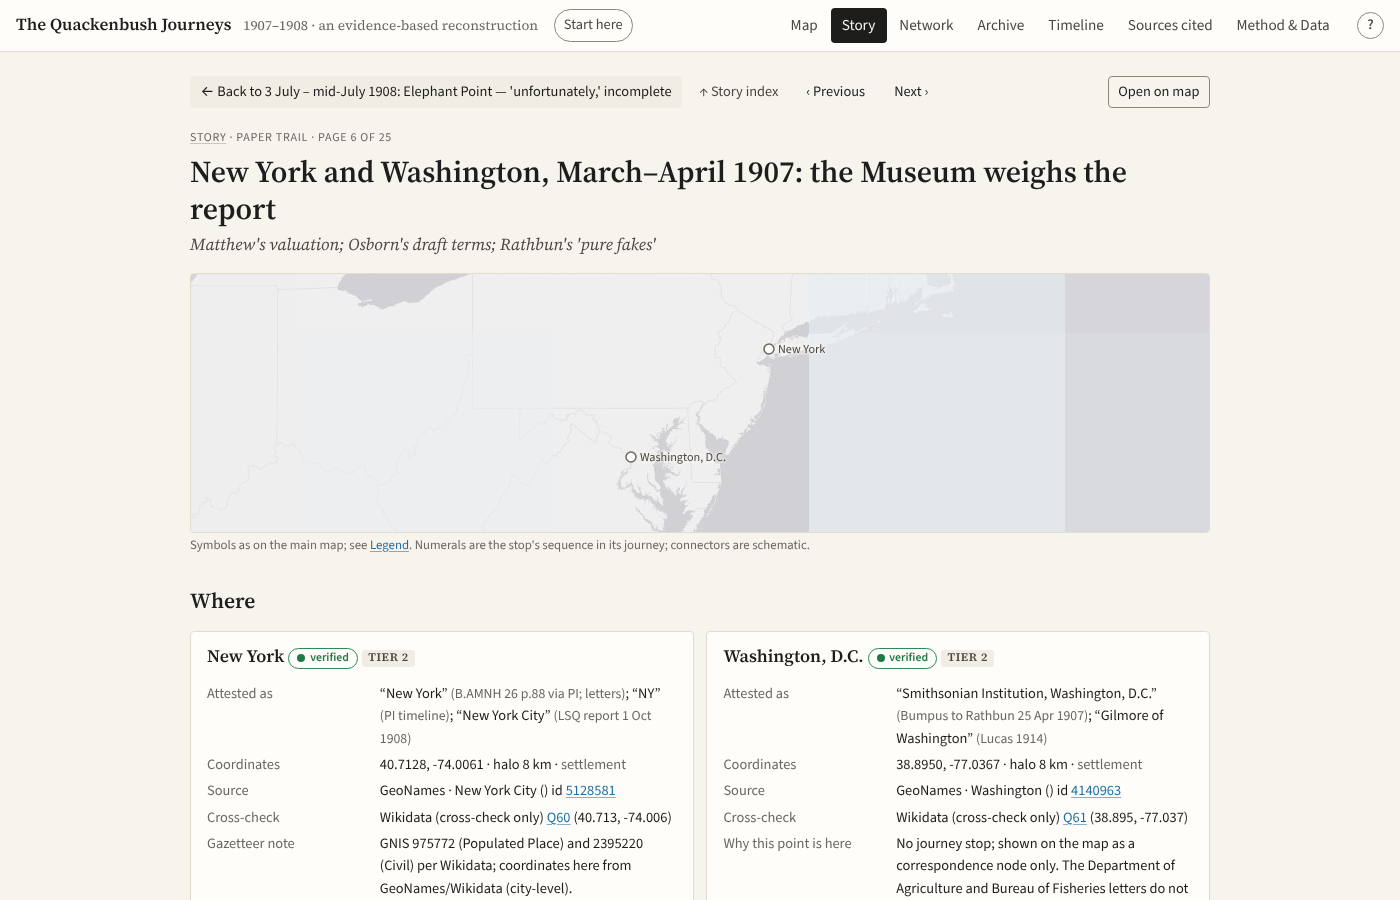 The Quackenbush Journeys 1907–1908 · an evidence-based reconstruction Start here Map Story Network Archive Timeline Sources cited Method & Data ?
← Back to 3 July – mid-July 1908: Elephant Point — 'unfortunately,' incomplete ↑ Story index ‹ Previous Next › Open on map
STORY · PAPER TRAIL · PAGE 6 OF 25
New York and Washington, March–April 1907: the Museum weighs the
report
Matthew's valuation; Osborn's draft terms; Rathbun's 'pure fakes'
New York
Washington, D.C.
Symbols as on the main map; see Legend. Numerals are the stop's sequence in its journey; connectors are schematic.
Where
New York verified TIER 2
Attested as “New York” (B.AMNH 26 p.88 via PI; letters); “NY”
(PI timeline); “New York City” (LSQ report 1 Oct
1908)
Coordinates 40.7128, -74.0061 · halo 8 km · settlement
Source GeoNames · New York City () id 5128581
Cross-check Wikidata (cross-check only) Q60 (40.713, -74.006)
Gazetteer note GNIS 975772 (Populated Place) and 2395220
(Civil) per Wikidata; coordinates here from
GeoNames/Wikidata (city-level).
Washington, D.C. verified TIER 2
Attested as “Smithsonian Institution, Washington, D.C.”
(Bumpus to Rathbun 25 Apr 1907); “Gilmore of
Washington” (Lucas 1914)
Coordinates 38.8950, -77.0367 · halo 8 km · settlement
Source GeoNames · Washington () id 4140963
Cross-check Wikidata (cross-check only) Q61 (38.895, -77.037)
Why this point is here No journey stop; shown on the map as a
correspondence node only. The Department of
Agriculture and Bureau of Fisheries letters do not